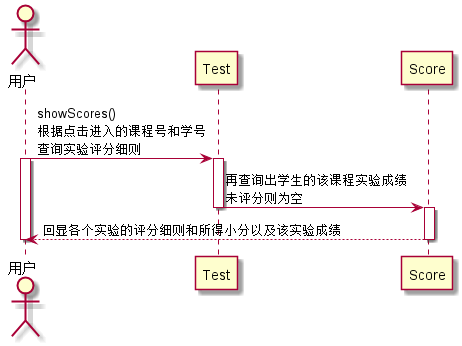 用户
Test
Score
showScores()
根据点击进入的课程号和学号
查询实验评分细则
再查询出学生的该课程实验成绩
未评分则为空
回显各个实验的评分细则和所得小分以及该实验成绩
用户
Test
Score